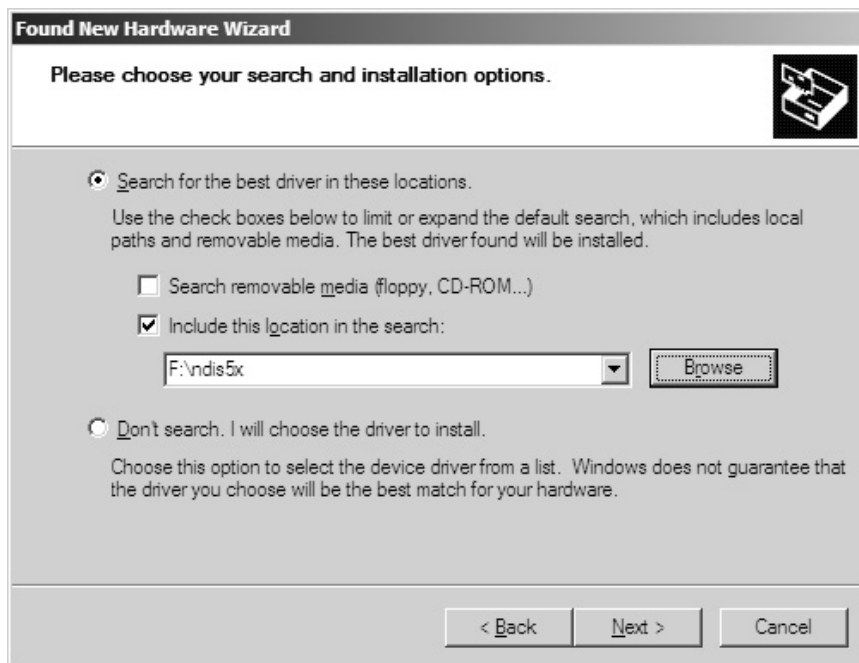 Found New Hardware Wizard
Please choose your search and installation options.
Search for the best driver in these locations.
Use the check boxes below to limit or expand the default search, which includes local
paths and removable media. The best driver found will be installed.
Search removable media (floppy, CD-ROM...)
Include this location in the search:
F:\ndis5x
Browse
Don't search. I will choose the driver to install.
Choose this option to select the device driver from a list. Windows does not guarantee that
the driver you choose will be the best match for your hardware.
< Back
Next >
Cancel